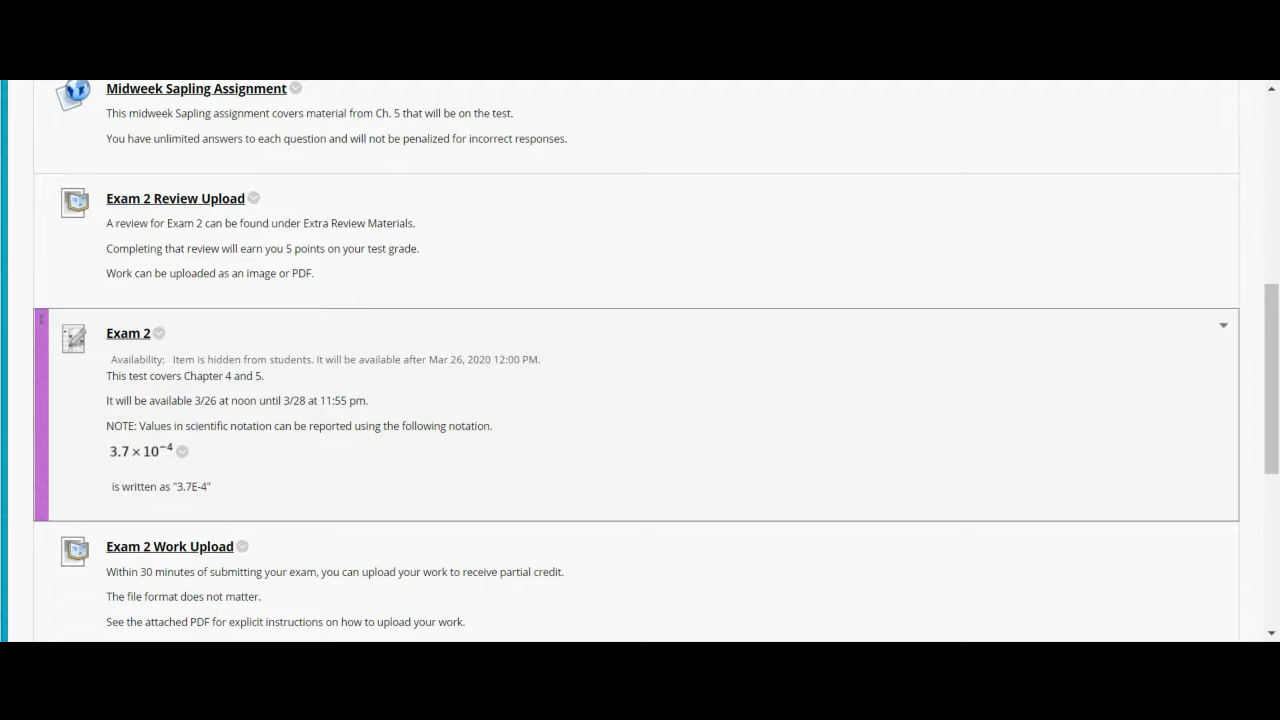 Midweek Sapling Assignment
This midweek Sapling assignment covers material from Ch. 5 that will be on the test.
You have unlimited answers to each question and will not be penalized for incorrect responses.
Exam 2 Review Upload
A review for Exam 2 can be found under Extra Review Materials.
Completing that review will earn you 5 points on your test grade.
Work can be uploaded as an image or PDF.
Exam 2
Availability: Item is hidden from students. It will be available after Mar 26, 2020 12:00 PM.
This test covers Chapter 4 and 5.
It will be available 3/26 at noon until 3/28 at 11:55 pm.
NOTE: Values in scientific notation can be reported using the following notation.
3.7 × 10⁻⁴
is written as "3.7E-4"
Exam 2 Work Upload
Within 30 minutes of submitting your exam, you can upload your work to receive partial credit.
The file format does not matter.
See the attached PDF for explicit instructions on how to upload your work.